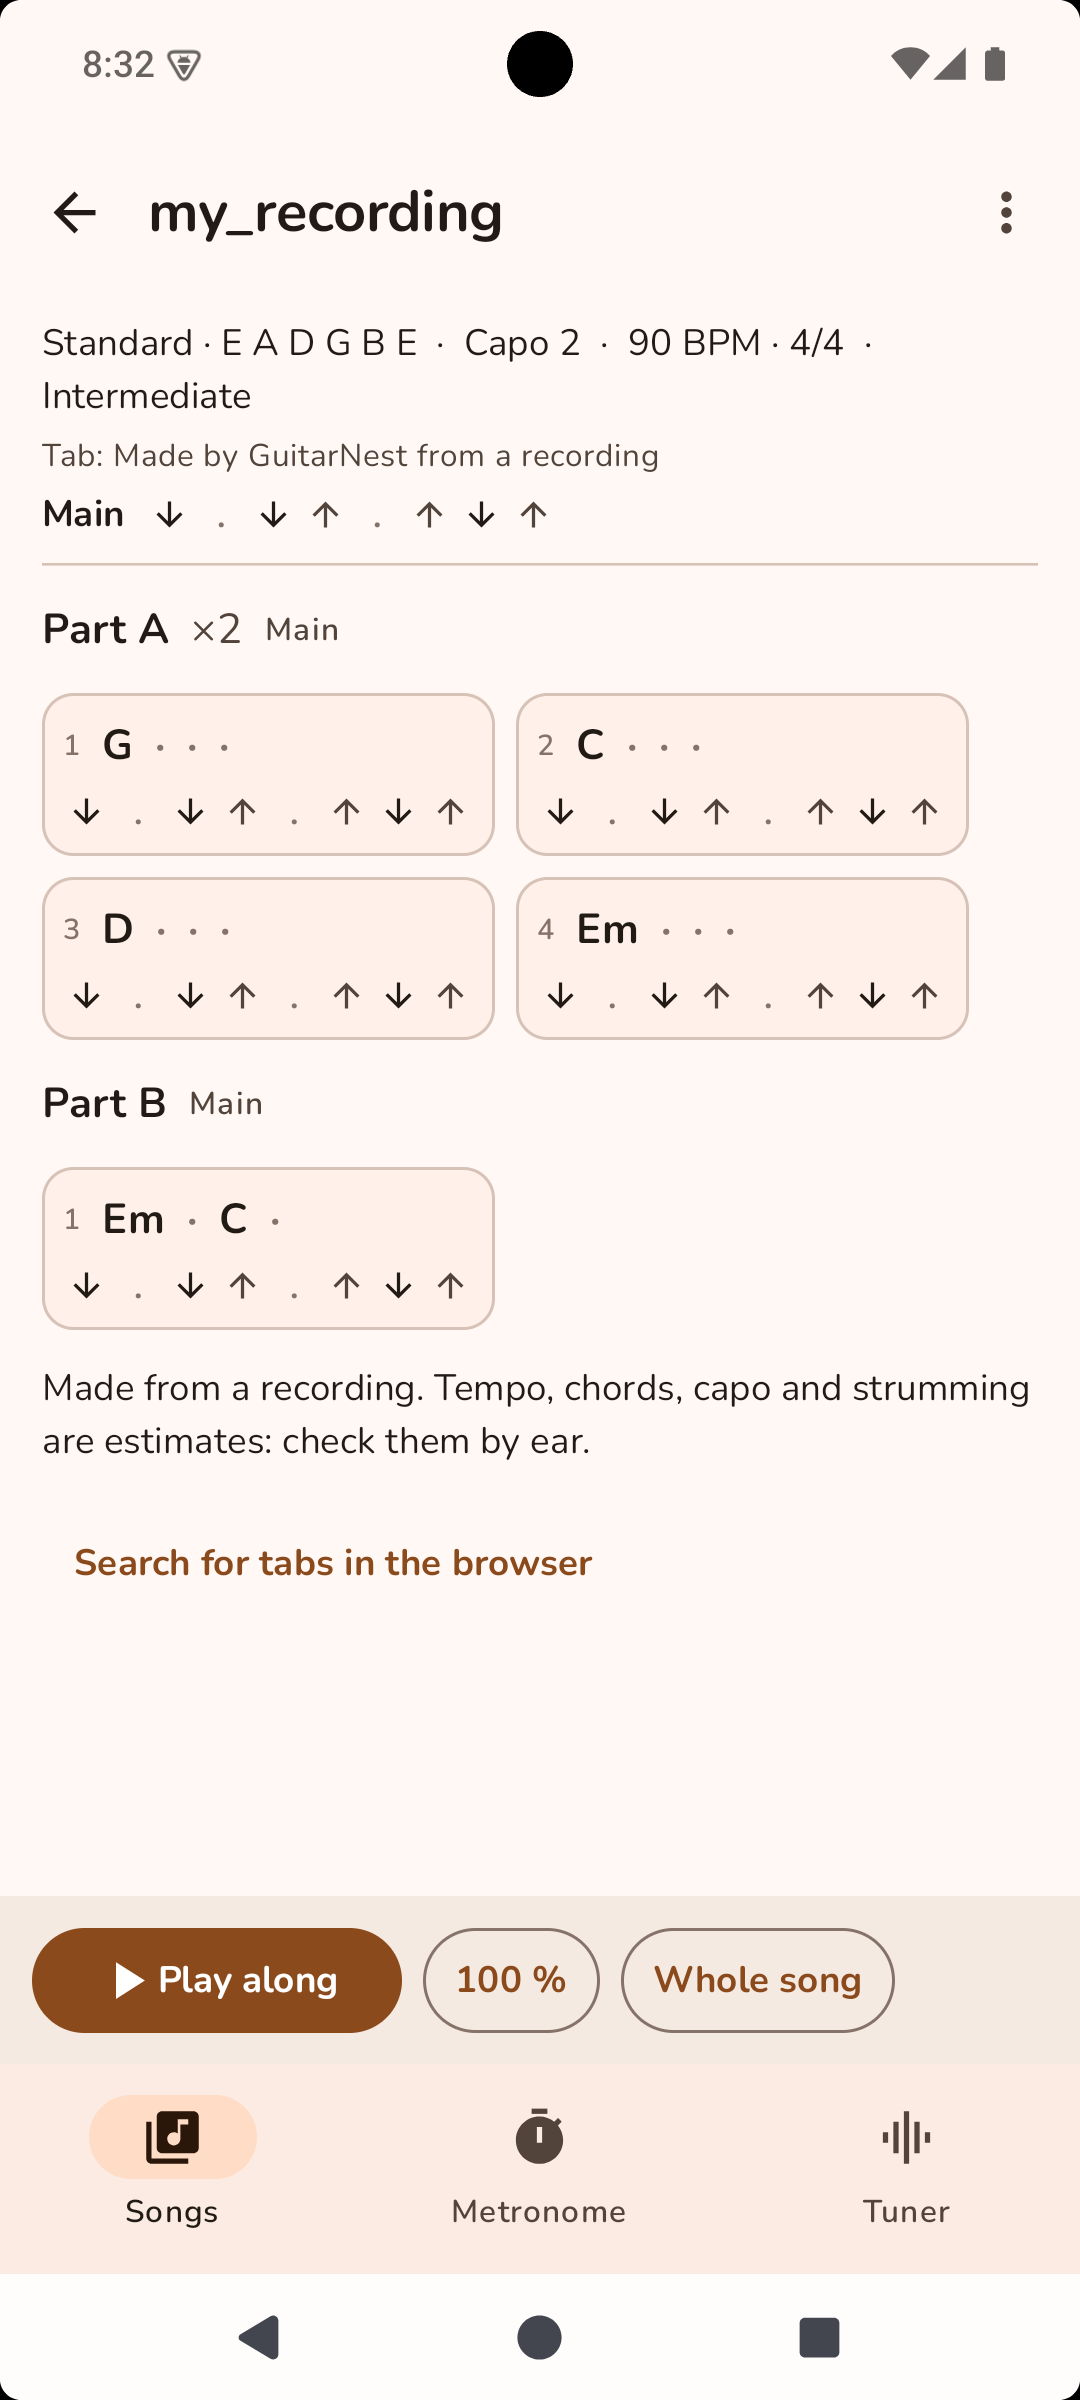 8:32
my_recording
Standard · E A D G B E · Capo 2 · 90 BPM · 4/4 ·
Intermediate
Tab: Made by GuitarNest from a recording
Main ↓ . ↓ ↑ . ↑ ↓ ↑
Part A ×2 Main
1 G · · ·
↓ . ↓ ↑ . ↑ ↓ ↑
2 C · · ·
↓ . ↓ ↑ . ↑ ↓ ↑
3 D · · ·
↓ . ↓ ↑ . ↑ ↓ ↑
4 Em · · ·
↓ . ↓ ↑ . ↑ ↓ ↑
Part B Main
1 Em · C ·
↓ . ↓ ↑ . ↑ ↓ ↑
Made from a recording. Tempo, chords, capo and strumming
are estimates: check them by ear.
Search for tabs in the browser
Play along
100 %
Whole song
Songs
Metronome
Tuner